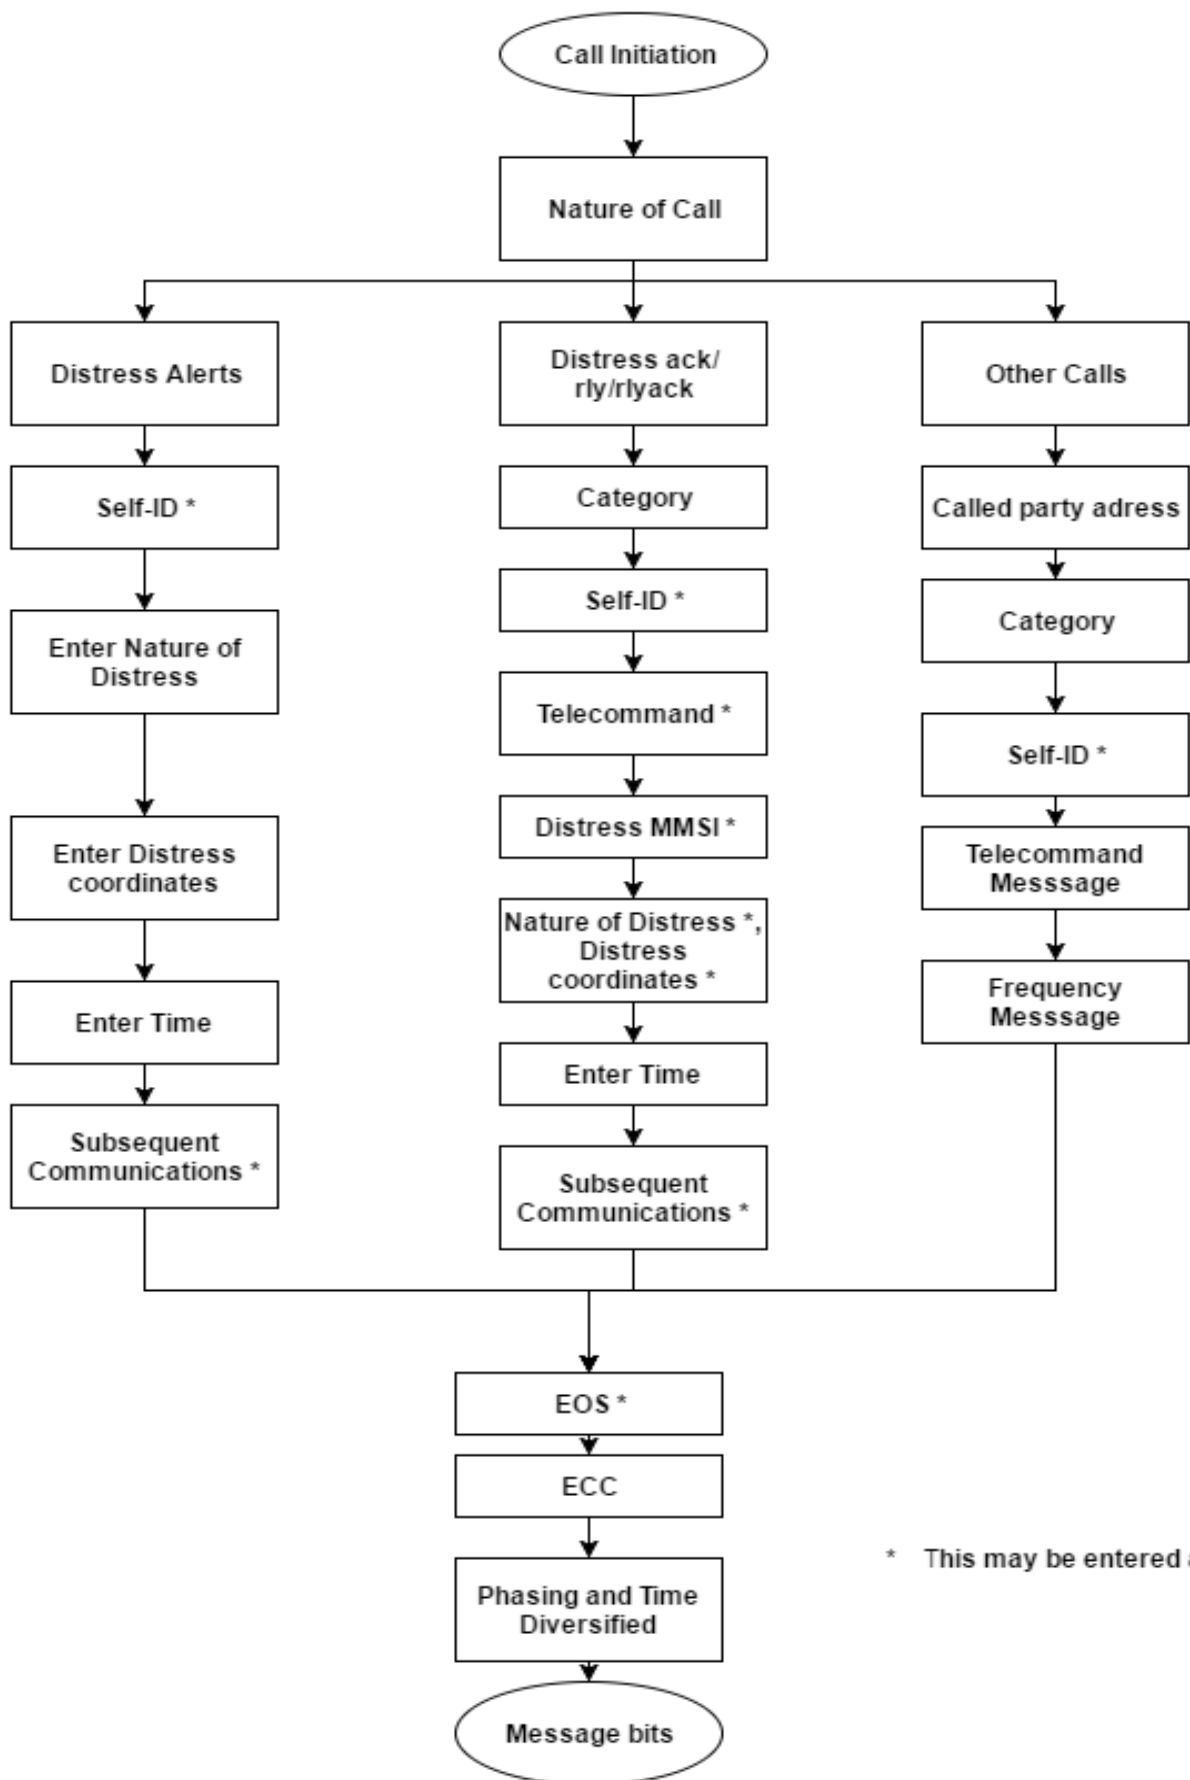 Call Initiation
Nature of Call
Distress Alerts
Self-ID *
Enter Nature of
Distress
Enter Distress
coordinates
Enter Time
Subsequent
Communications *
Distress ack/
rly/rlyack
Category
Self-ID *
Telecommand *
Distress MMSI *
Nature of Distress *,
Distress
coordinates *
Enter Time
Subsequent
Communications *
Other Calls
Called party adress
Category
Self-ID *
Telecommand
Messsage
Frequency
Messsage
EOS *
ECC
Phasing and Time
Diversified
Message bits
* This may be entered